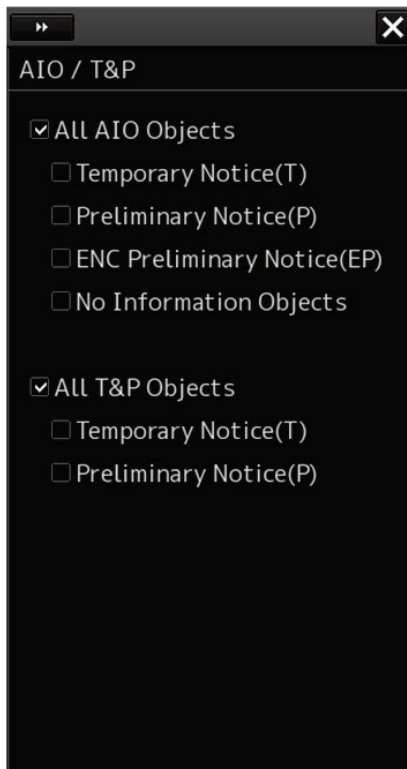 AIO / T&P
All AIO Objects
Temporary Notice(T)
Preliminary Notice(P)
ENC Preliminary Notice(EP)
No Information Objects
All T&P Objects
Temporary Notice(T)
Preliminary Notice(P)